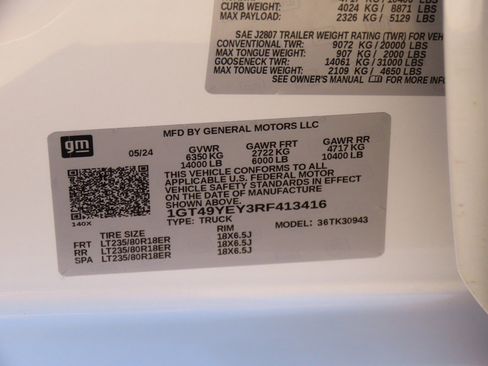 4717 KG / 10400 LBS
CURB WEIGHT: 4024 KG / 8871 LBS
MAX PAYLOAD: 2326 KG / 5129 LBS
SAE J2807 TRAILER WEIGHT RATING (TWR) FOR VEH
CONVENTIONAL TWR: 9072 KG / 20000 LBS
MAX TONGUE WEIGHT: 907 KG / 2000 LBS
GOOSENECK TWR: 14061 KG / 31000 LBS
MAX TONGUE WEIGHT: 2109 KG / 4650 LBS
SEE OWNER'S MANUAL FOR MORE INFO
gm
MFD BY GENERAL MOTORS LLC
05/24 GVWR GAWR FRT GAWR RR
6350 KG 2722 KG 4717 KG
14000 LB 6000 LB 10400 LB
THIS VEHICLE CONFORMS TO ALL
APPLICABLE U.S. FEDERAL MOTOR
VEHICLE SAFETY STANDARDS IN EFFECT
ON THE DATE OF MANUFACTURE
SHOWN ABOVE.
1GT49YEY3RF413416
140X
TYPE: TRUCK MODEL: 36TK30943
TIRE SIZE RIM
FRT LT235/80R18ER 18X6.5J
RR LT235/80R18ER 18X6.5J
SPA LT235/80R18ER 18X6.5J